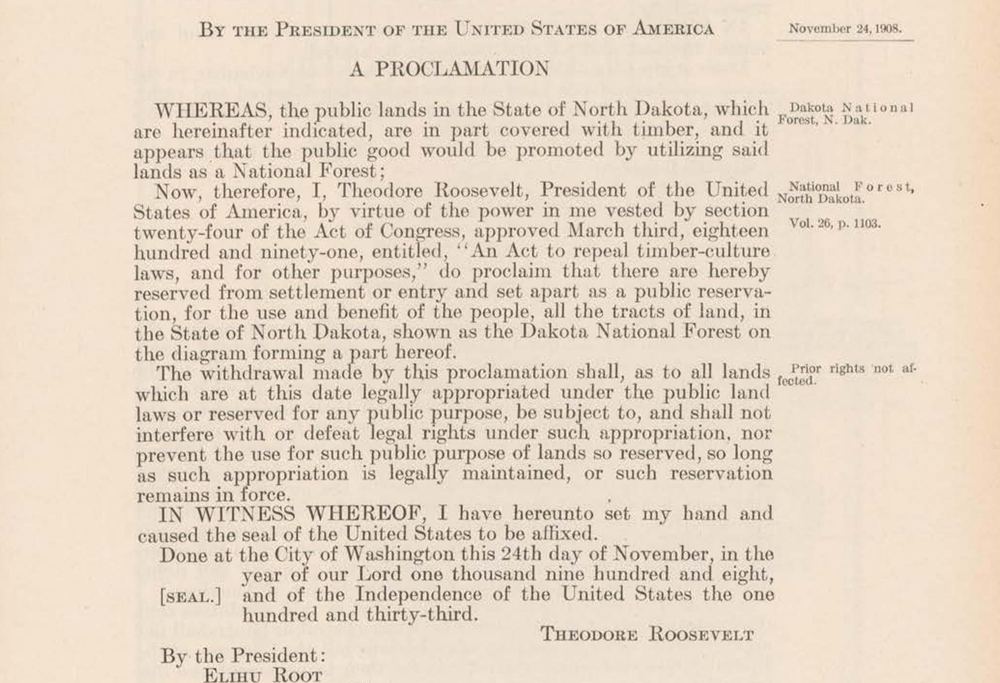 BY THE PRESIDENT OF THE UNITED STATES OF AMERICA
November 24, 1908.
A PROCLAMATION
WHEREAS, the public lands in the State of North Dakota, which
are hereinafter indicated, are in part covered with timber, and it
appears that the public good would be promoted by utilizing said
lands as a National Forest;
Dakota National
Forest, N. Dak.
Now, therefore, I, Theodore Roosevelt, President of the United
States of America, by virtue of the power in me vested by section
twenty-four of the Act of Congress, approved March third, eighteen
hundred and ninety-one, entitled, "An Act to repeal timber-culture
laws, and for other purposes," do proclaim that there are hereby
reserved from settlement or entry and set apart as a public reserva-
tion, for the use and benefit of the people, all the tracts of land, in
the State of North Dakota, shown as the Dakota National Forest on
the diagram forming a part hereof.
National Forest,
North Dakota.
Vol. 26, p. 1103.
The withdrawal made by this proclamation shall, as to all lands
which are at this date legally appropriated under the public land
laws or reserved for any public purpose, be subject to, and shall not
interfere with or defeat legal rights under such appropriation, nor
prevent the use for such public purpose of lands so reserved, so long
as such appropriation is legally maintained, or such reservation
remains in force.
Prior rights not af-
fected.
IN WITNESS WHEREOF, I have hereunto set my hand and
caused the seal of the United States to be affixed.
Done at the City of Washington this 24th day of November, in the
year of our Lord one thousand nine hundred and eight,
[SEAL.] and of the Independence of the United States the one
hundred and thirty-third.
THEODORE ROOSEVELT
By the President:
ELIHU ROOT